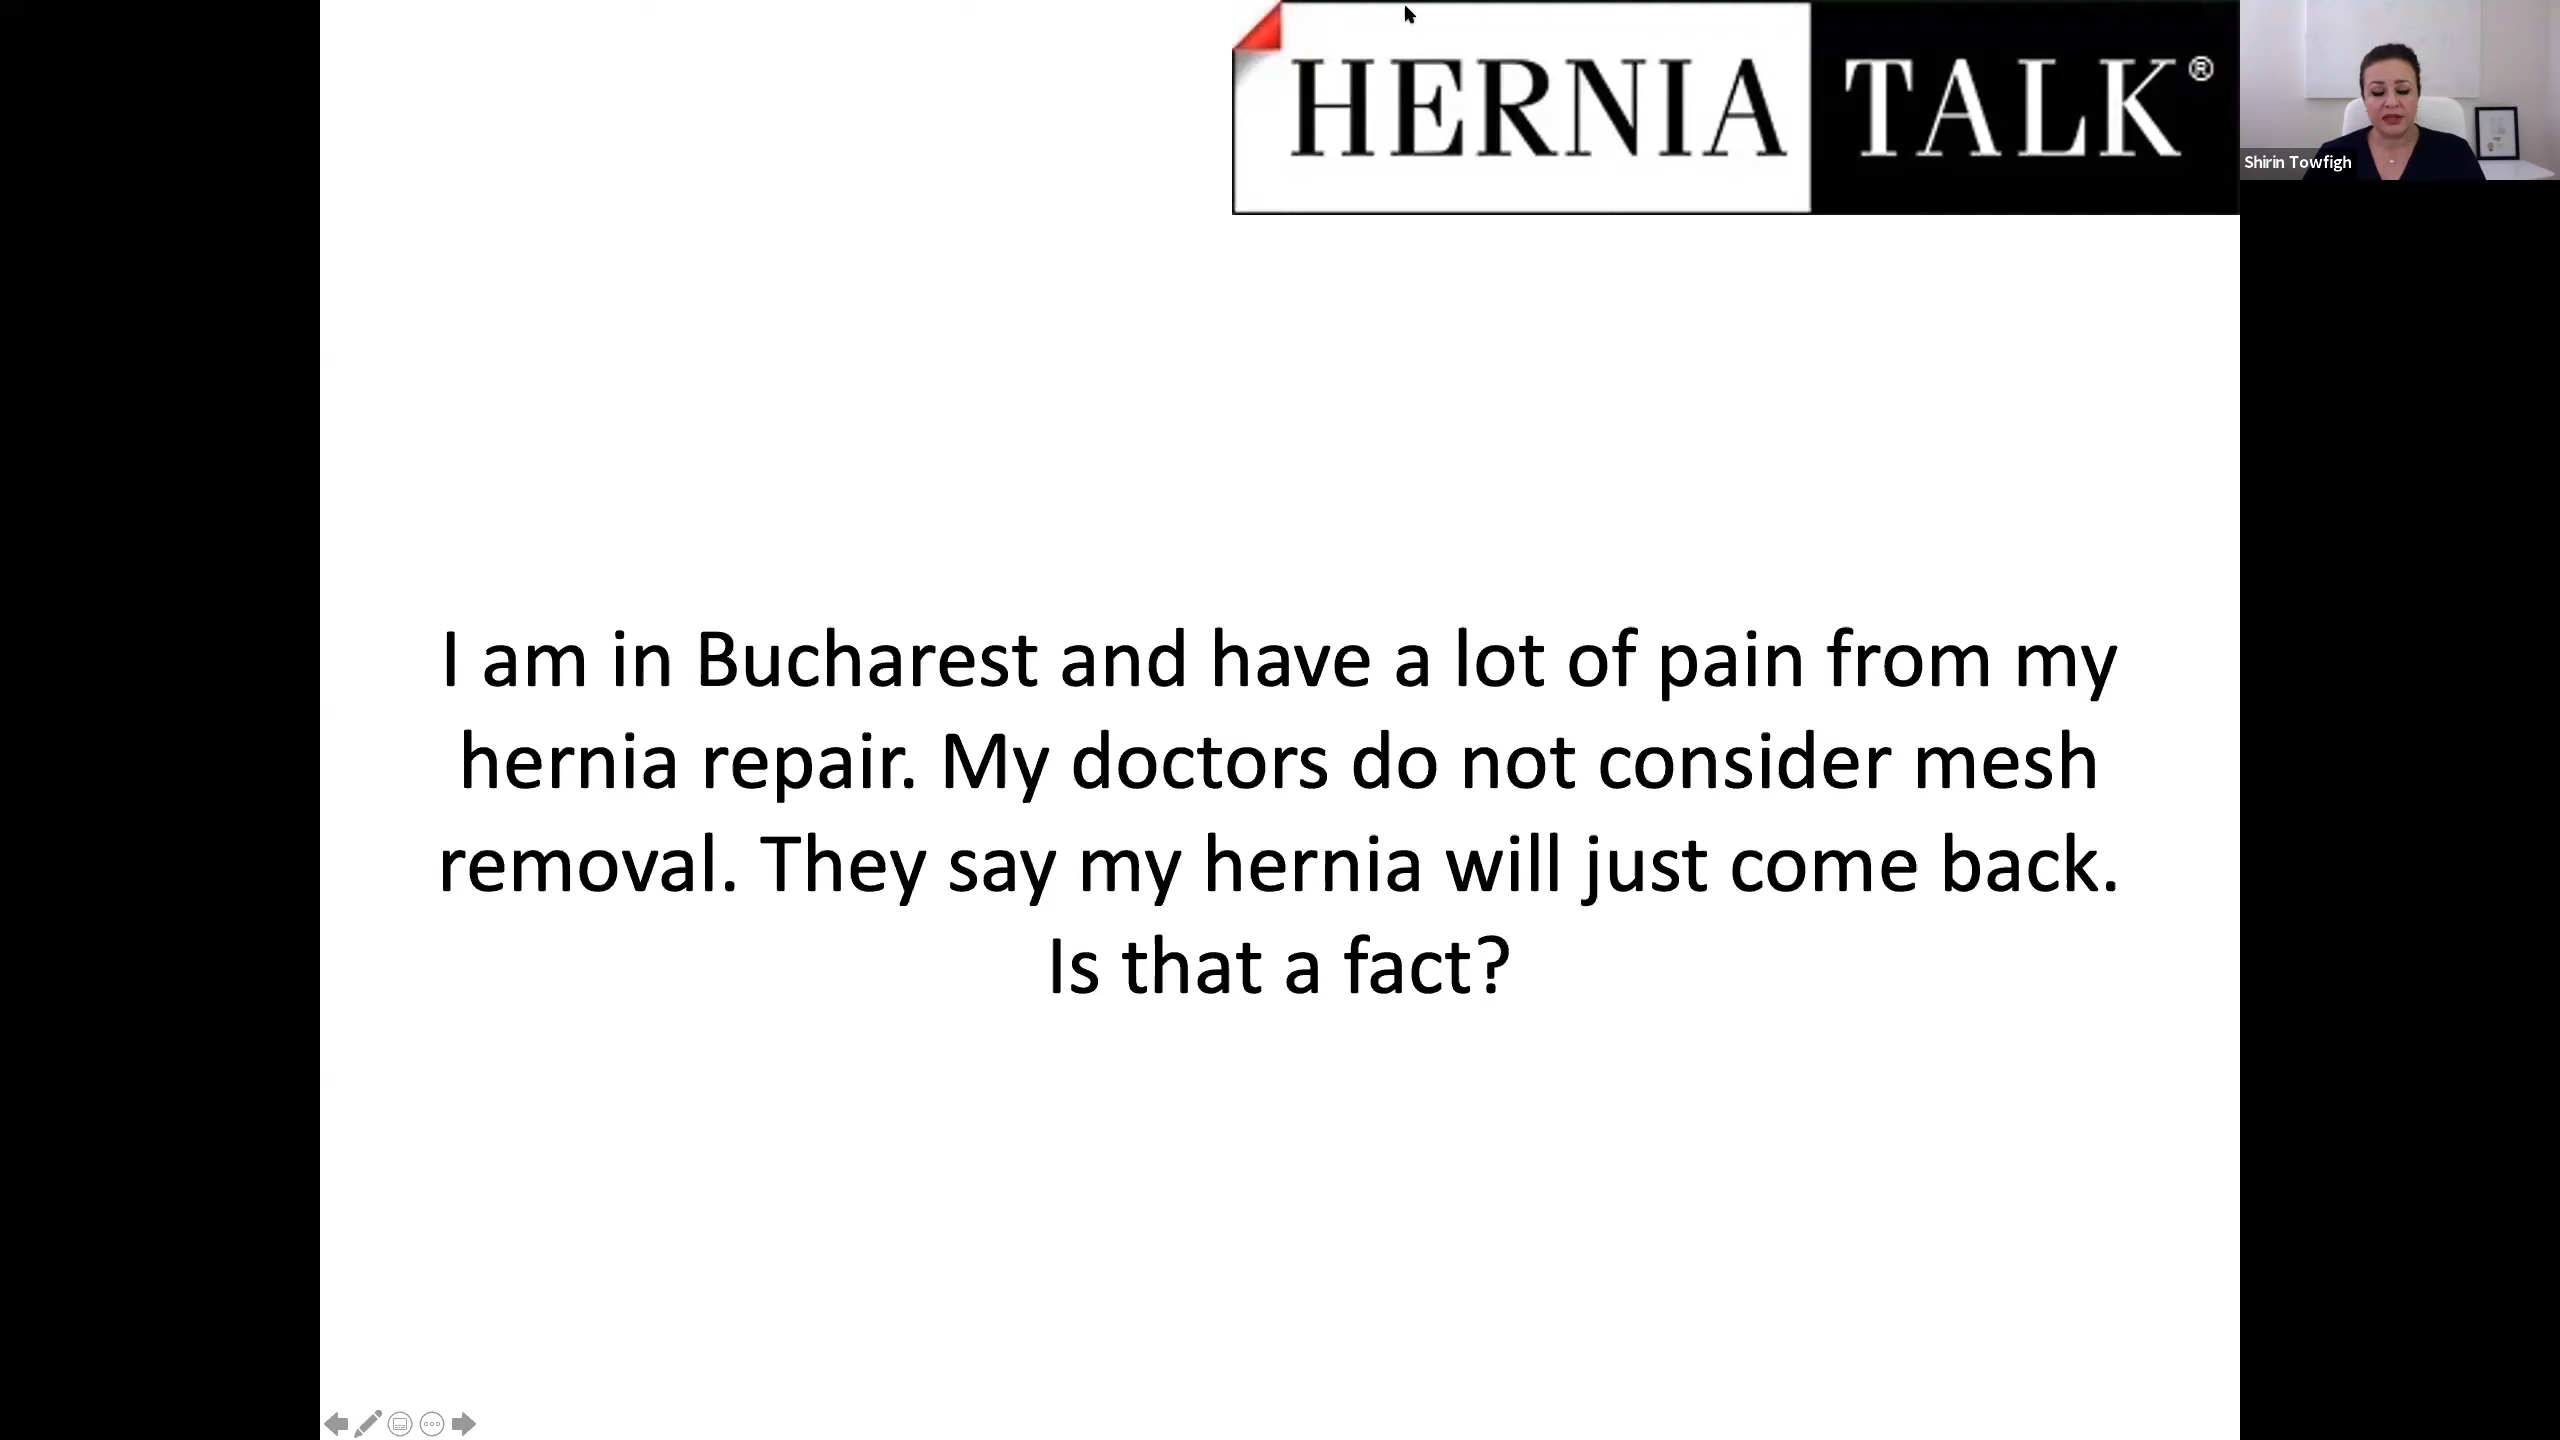 HERNIA TALK®
Shirin Towfigh
I am in Bucharest and have a lot of pain from my
hernia repair. My doctors do not consider mesh
removal. They say my hernia will just come back.
Is that a fact?